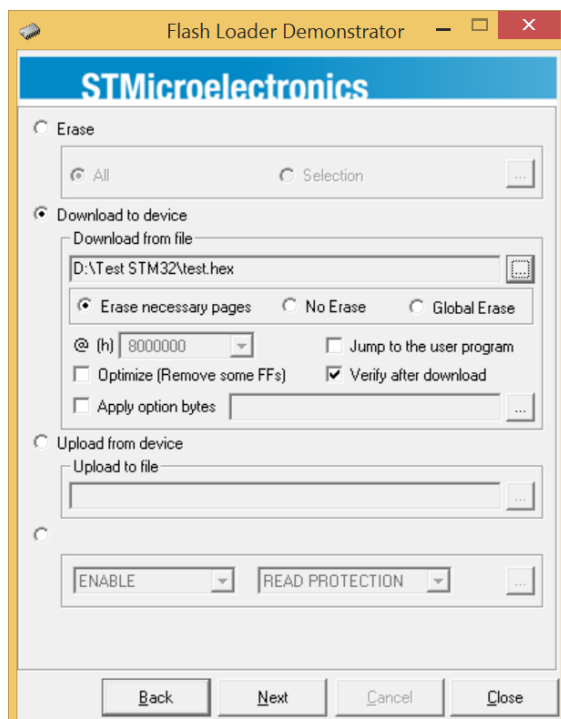 Flash Loader Demonstrator
STMicroelectronics
Erase
All Selection ...
Download to device
Download from file
D:\Test STM32\test.hex ...
Erase necessary pages No Erase Global Erase
@ (h) 8000000 Jump to the user program
Optimize (Remove some FFs) Verify after download
Apply option bytes ...
Upload from device
Upload to file
...
ENABLE READ PROTECTION ...
Back Next Cancel Close